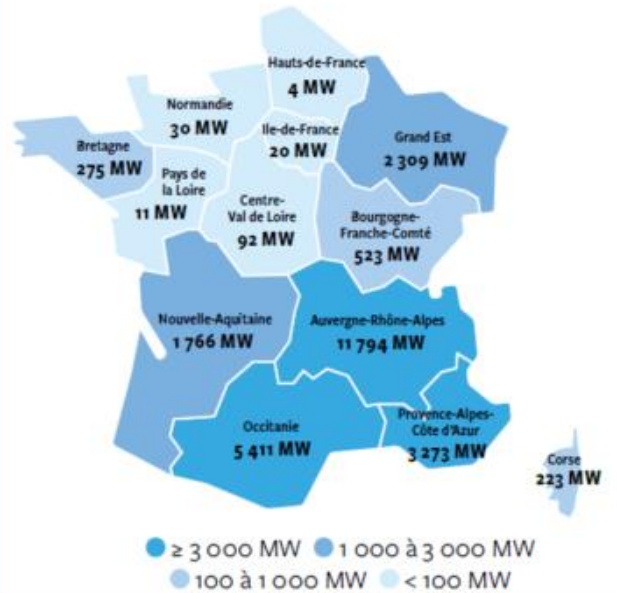 Hauts-de-France
4 MW
Normandie
30 MW
Ile-de-France
20 MW
Grand Est
2 309 MW
Bretagne
275 MW
Pays de
la Loire
11 MW
Centre-
Val de Loire
92 MW
Bourgogne-
Franche-Comté
523 MW
Nouvelle-Aquitaine
1 766 MW
Auvergne-Rhône-Alpes
11 794 MW
Occitanie
5 411 MW
Provence-Alpes-
Côte d'Azur
3 273 MW
Corse
223 MW
≥ 3 000 MW
1 000 à 3 000 MW
100 à 1 000 MW
< 100 MW